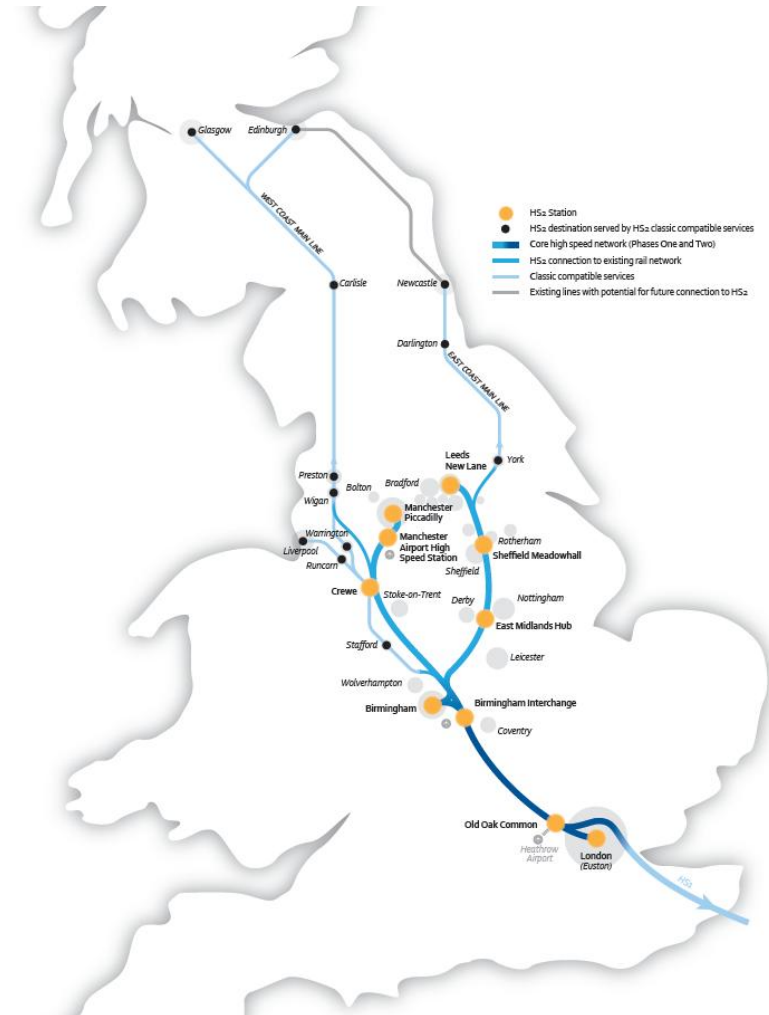 Glasgow
Edinburgh
WEST COAST MAIN LINE
HS2 Station
HS2 destination served by HS2 classic compatible services
Core high speed network (Phases One and Two)
HS2 connection to existing rail network
Classic compatible services
Existing lines with potential for future connection to HS2
Carlisle
Newcastle
Darlington
EAST COAST MAIN LINE
York
Leeds
New Lane
Preston
Bolton
Bradford
Wigan
Manchester
Piccadilly
Warrington
Liverpool
Runcorn
Manchester
Airport High
Speed Station
Rotherham
Sheffield Meadowhall
Sheffield
Crewe
Stoke-on-Trent
Derby
Nottingham
East Midlands Hub
Stafford
Leicester
Wolverhampton
Birmingham
Birmingham Interchange
Coventry
Old Oak Common
Heathrow
Airport
London
(Euston)
HS1